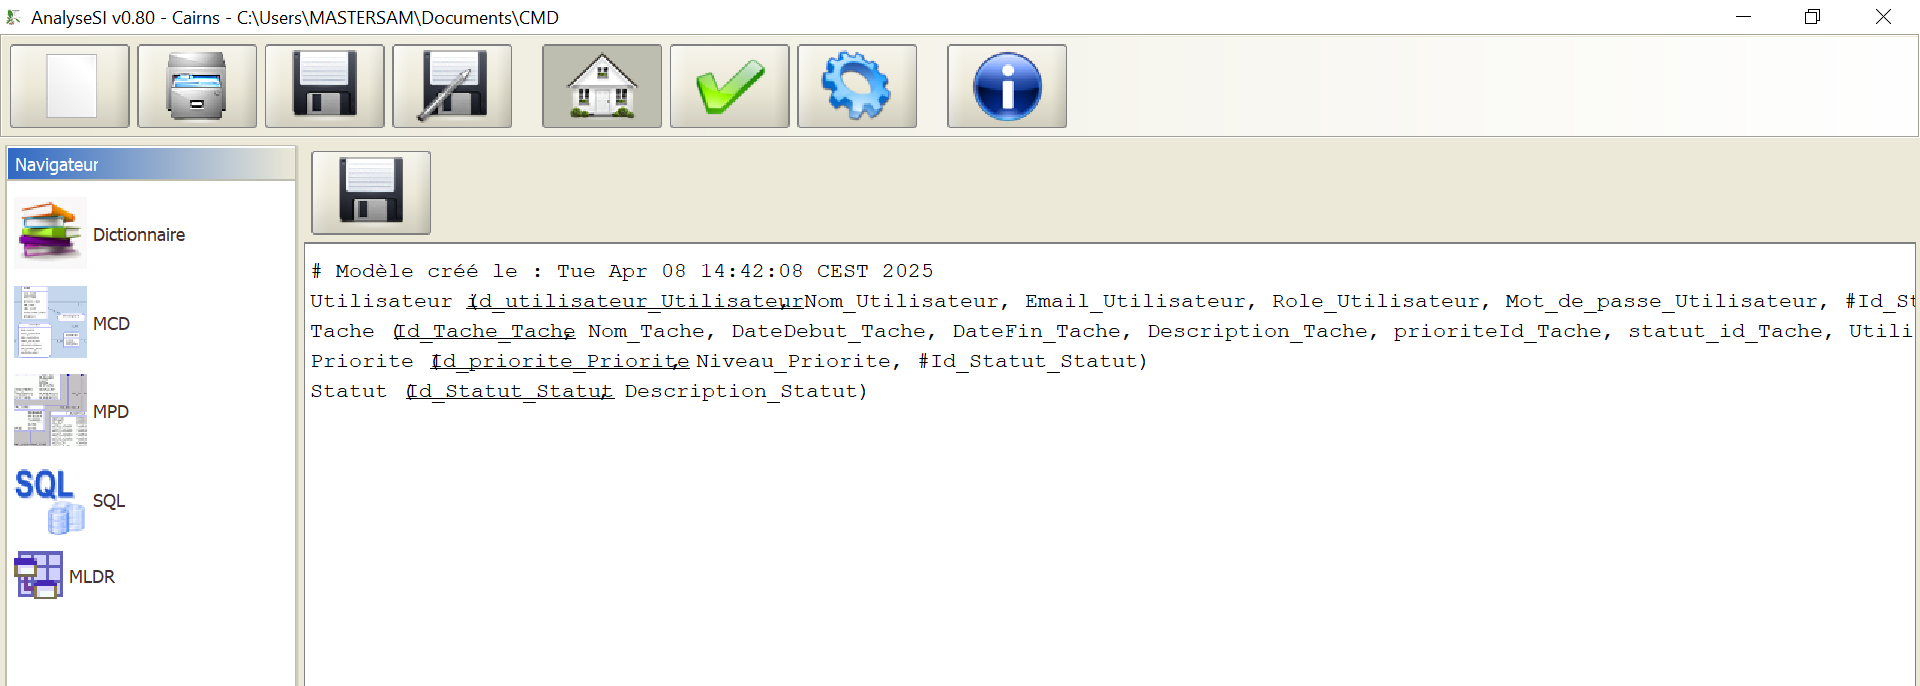 AnalyseSI v0.80 - Cairns - C:\Users\MASTERSAM\Documents\CMD
Navigateur
Dictionnaire
MCD
MPD
SQL
SQL
MLDR
# Modèle créé le : Tue Apr 08 14:42:08 CEST 2025
Utilisateur (id_utilisateur_Utilisateur, Nom_Utilisateur, Email_Utilisateur, Role_Utilisateur, Mot_de_passe_Utilisateur, #Id_St
Tache (Id_Tache_Tache, Nom_Tache, DateDebut_Tache, DateFin_Tache, Description_Tache, prioriteId_Tache, statut_id_Tache, Utili
Priorite (Id_priorite_Priorite, Niveau_Priorite, #Id_Statut_Statut)
Statut (Id_Statut_Statut, Description_Statut)